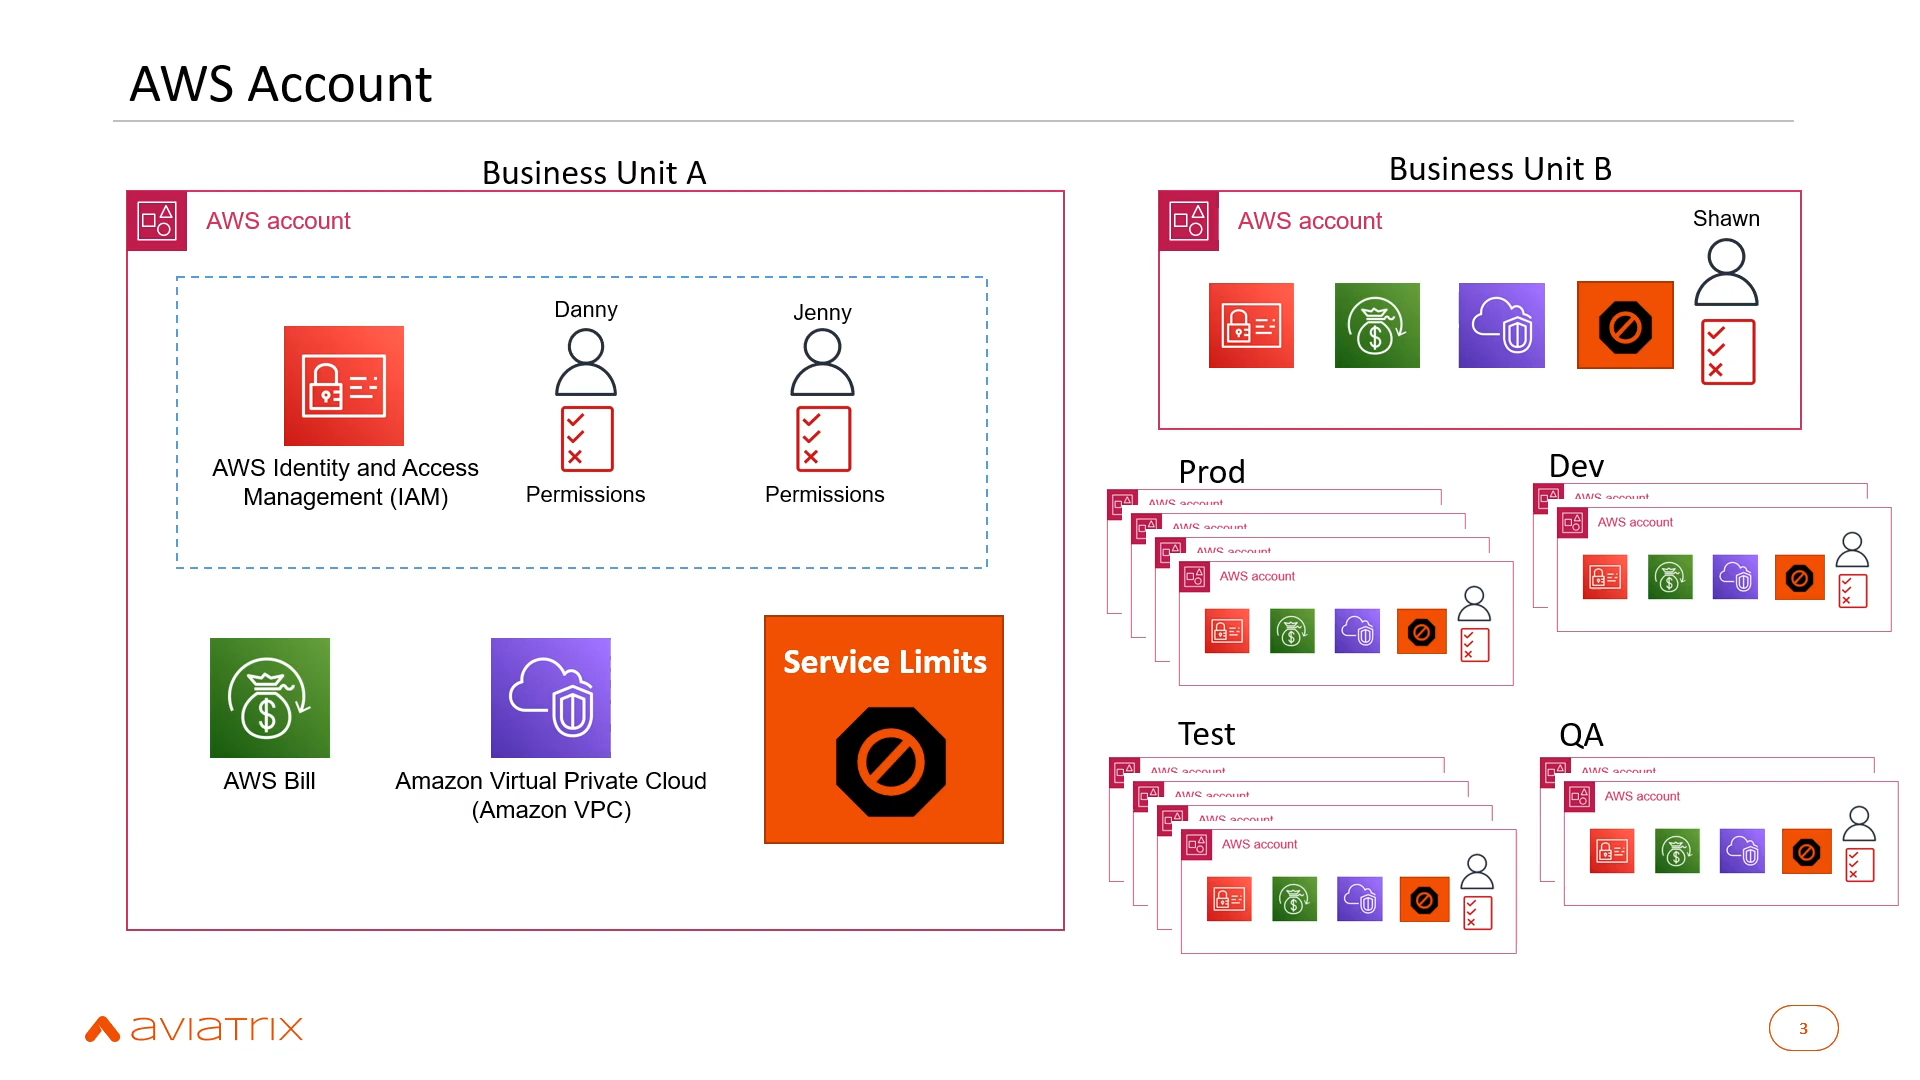 AWS Account
Business Unit A
AWS account
Danny
Jenny
AWS Identity and Access
Management (IAM)
Permissions
Permissions
AWS Bill
Amazon Virtual Private Cloud
(Amazon VPC)
Service Limits
$
Business Unit B
AWS account
Shawn
$
Prod
AWS account
AWS account
AWS account
AWS account
$
Dev
AWS account
AWS account
$
Test
AWS account
AWS account
AWS account
AWS account
$
QA
AWS account
AWS account
$
aviatrix
3